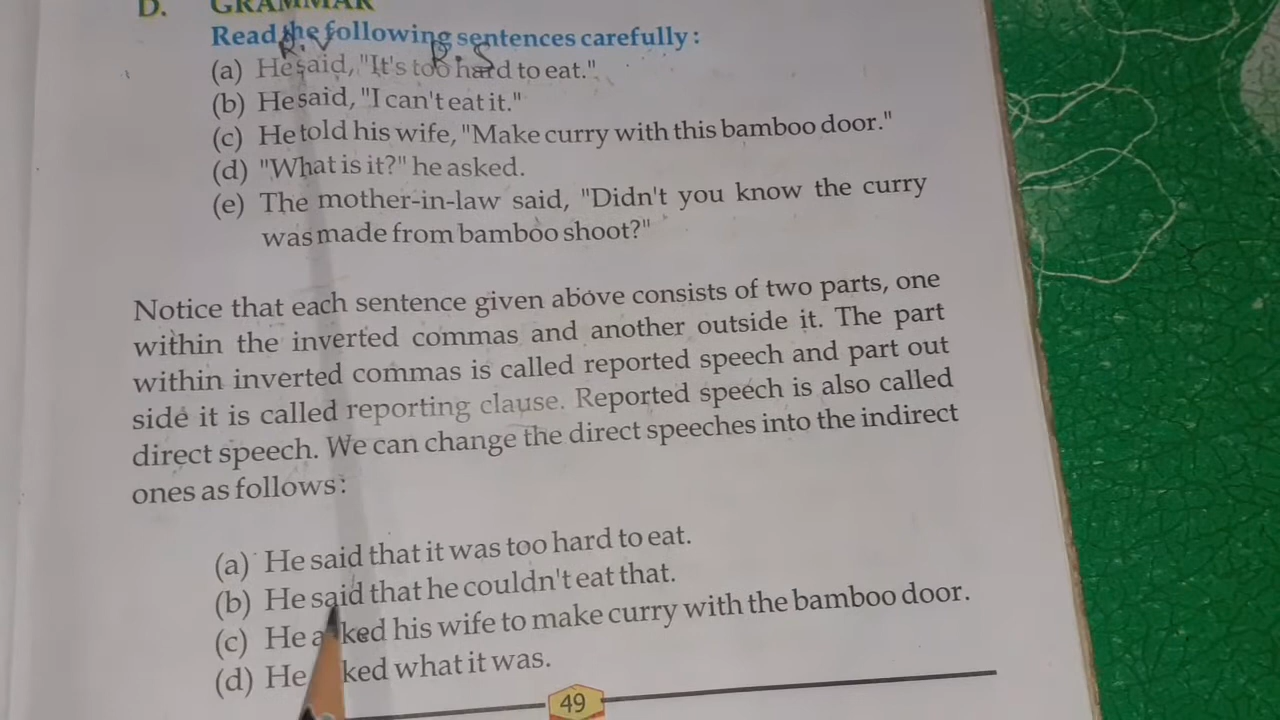 D. GRAMMAR
Read the following sentences carefully :
R.V R.S
(a) He said, "It's too hard to eat."
(b) He said, "I can't eat it."
(c) He told his wife, "Make curry with this bamboo door."
(d) "What is it?" he asked.
(e) The mother-in-law said, "Didn't you know the curry
was made from bamboo shoot?"
Notice that each sentence given above consists of two parts, one
within the inverted commas and another outside it. The part
within inverted commas is called reported speech and part out
side it is called reporting clause. Reported speech is also called
direct speech. We can change the direct speeches into the indirect
ones as follows:
(a) He said that it was too hard to eat.
(b) He said that he couldn't eat that.
(c) He asked his wife to make curry with the bamboo door.
(d) He asked what it was.
49